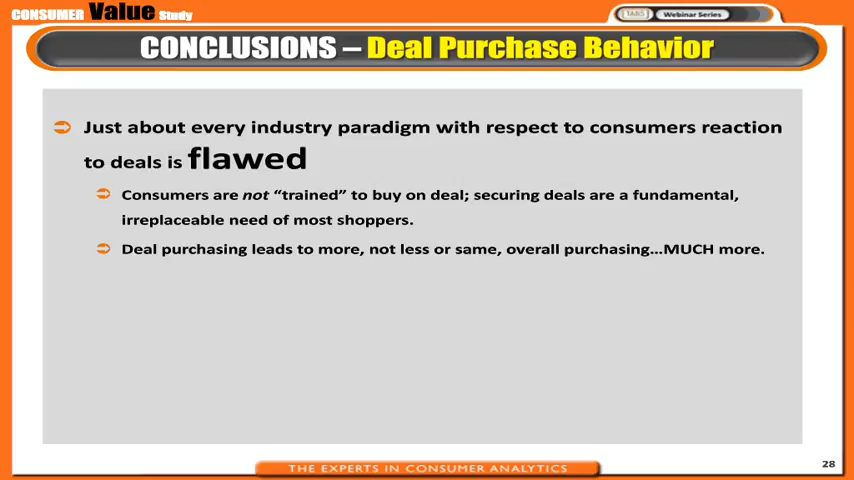 CONSUMER Value Study
TABS Webinar Series
CONCLUSIONS – Deal Purchase Behavior
Just about every industry paradigm with respect to consumers reaction
to deals is flawed
Consumers are not “trained” to buy on deal; securing deals are a fundamental,
irreplaceable need of most shoppers.
Deal purchasing leads to more, not less or same, overall purchasing...MUCH more.
THE EXPERTS IN CONSUMER ANALYTICS
28